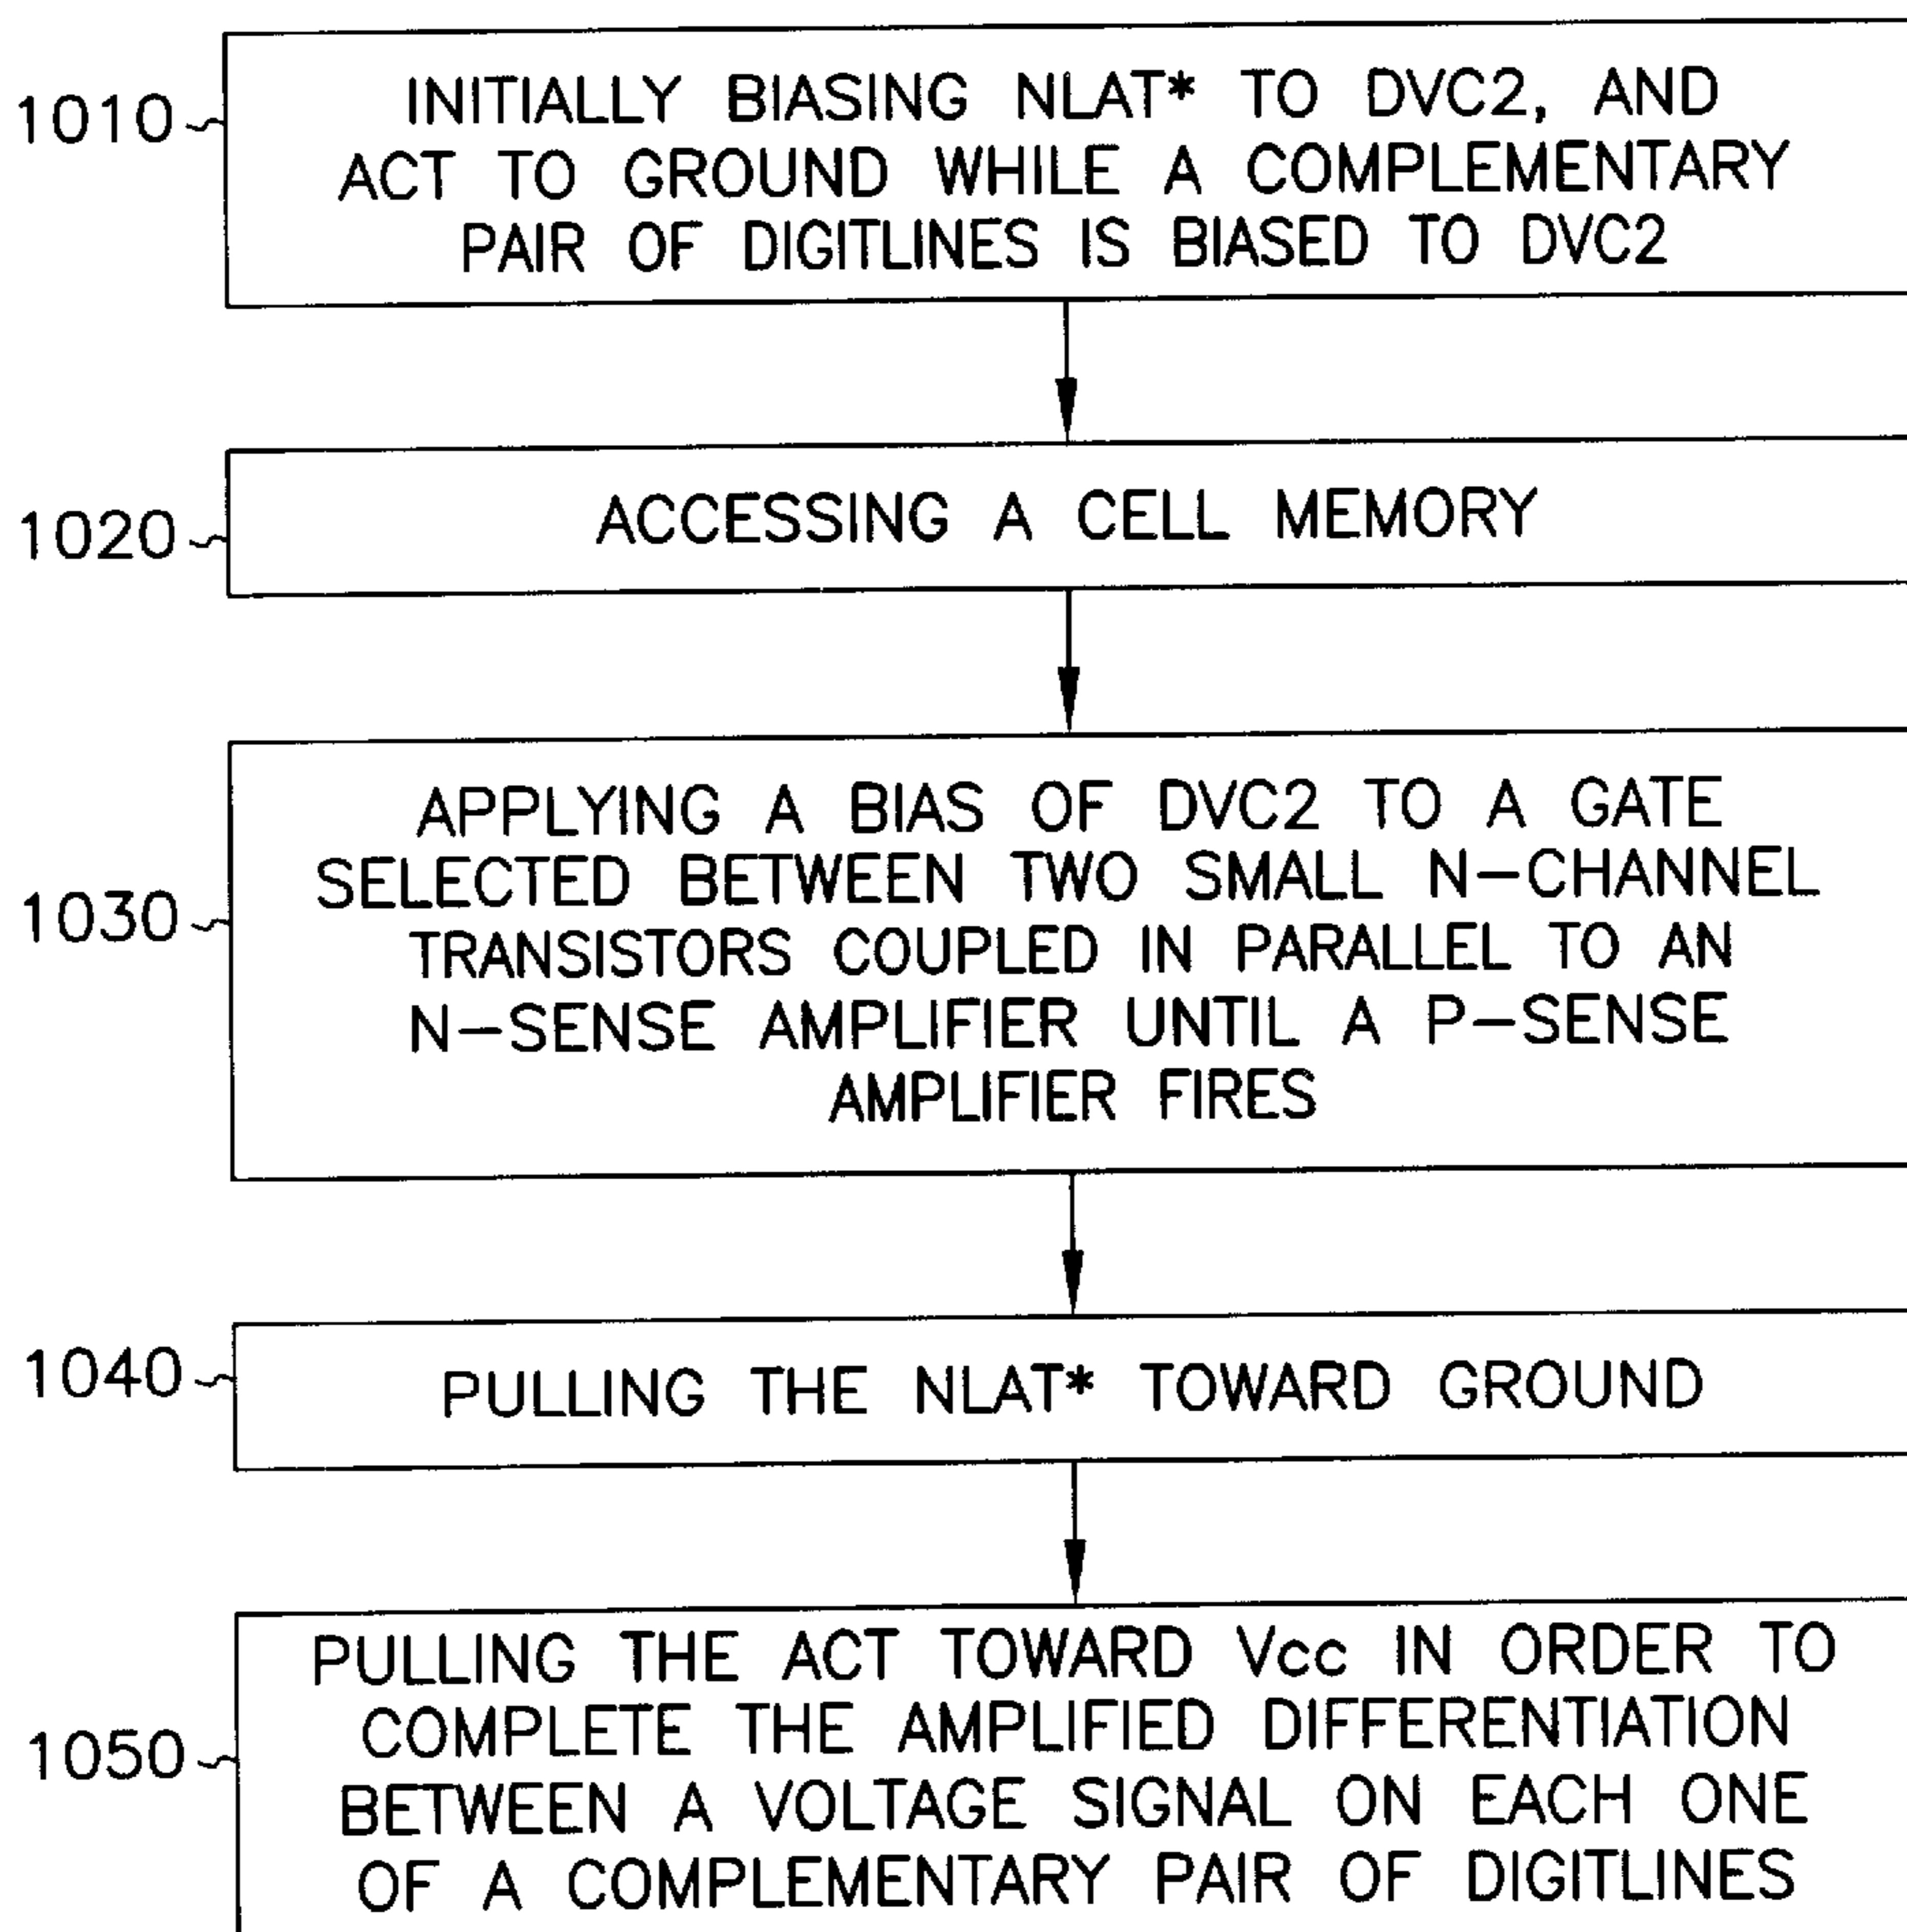 1010
INITIALLY BIASING NLAT* TO DVC2, AND
ACT TO GROUND WHILE A COMPLEMENTARY
PAIR OF DIGITLINES IS BIASED TO DVC2
1020
ACCESSING A CELL MEMORY
1030
APPLYING A BIAS OF DVC2 TO A GATE
SELECTED BETWEEN TWO SMALL N-CHANNEL
TRANSISTORS COUPLED IN PARALLEL TO AN
N-SENSE AMPLIFIER UNTIL A P-SENSE
AMPLIFIER FIRES
1040
PULLING THE NLAT* TOWARD GROUND
1050
PULLING THE ACT TOWARD Vcc IN ORDER TO
COMPLETE THE AMPLIFIED DIFFERENTIATION
BETWEEN A VOLTAGE SIGNAL ON EACH ONE
OF A COMPLEMENTARY PAIR OF DIGITLINES